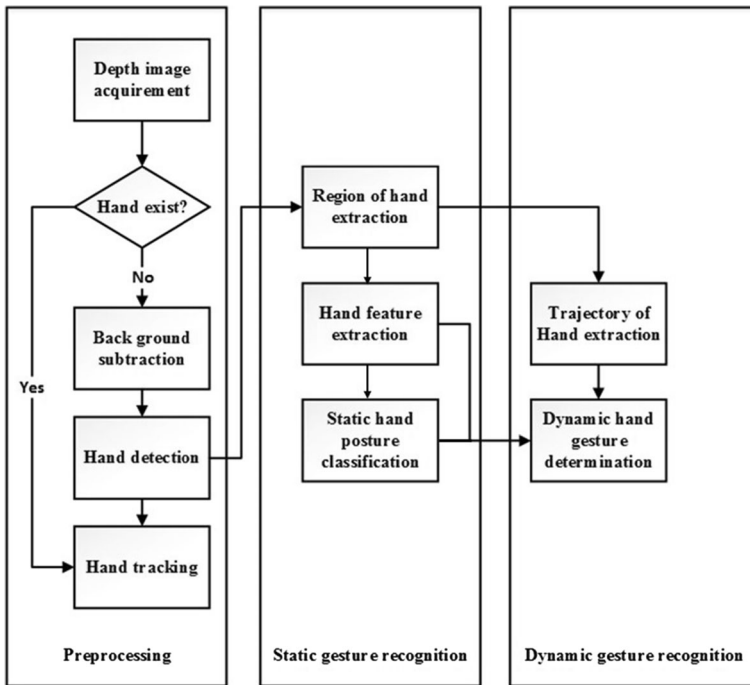 Depth image
acquirement
Hand exist?
No
Yes
Back ground
subtraction
Hand detection
Hand tracking
Preprocessing
Region of hand
extraction
Hand feature
extraction
Static hand
posture
classification
Static gesture recognition
Trajectory of
Hand extraction
Dynamic hand
gesture
determination
Dynamic gesture recognition